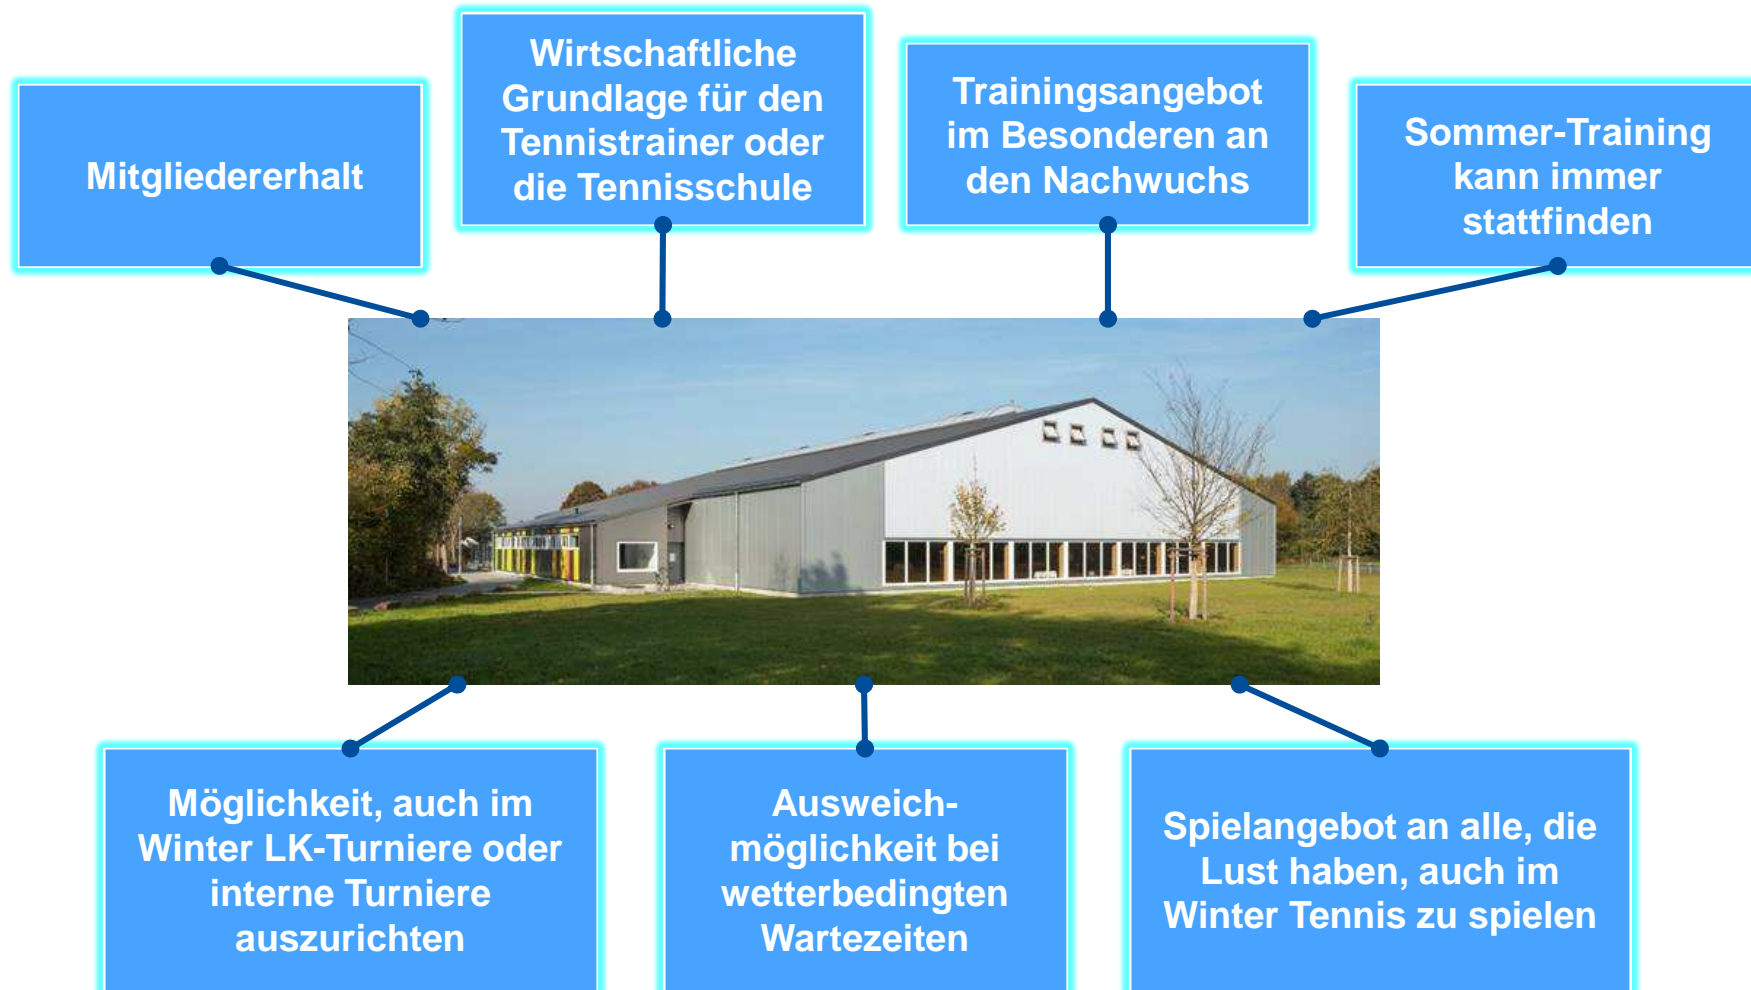 Mitgliedererhalt
Wirtschaftliche
Grundlage für den
Tennistrainer oder
die Tennisschule
Trainingsangebot
im Besonderen an
den Nachwuchs
Sommer-Training
kann immer
stattfinden
Möglichkeit, auch im
Winter LK-Turniere oder
interne Turniere
auszurichten
Ausweich-
möglichkeit bei
wetterbedingten
Wartezeiten
Spielangebot an alle, die
Lust haben, auch im
Winter Tennis zu spielen